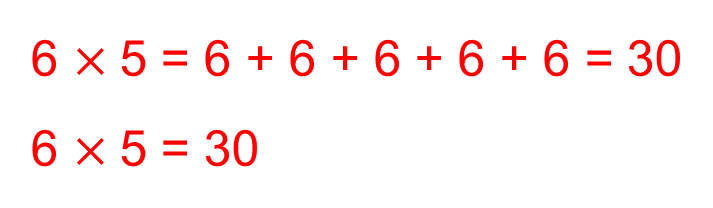 6 × 5 = 6 + 6 + 6 + 6 + 6 = 30
6 × 5 = 30